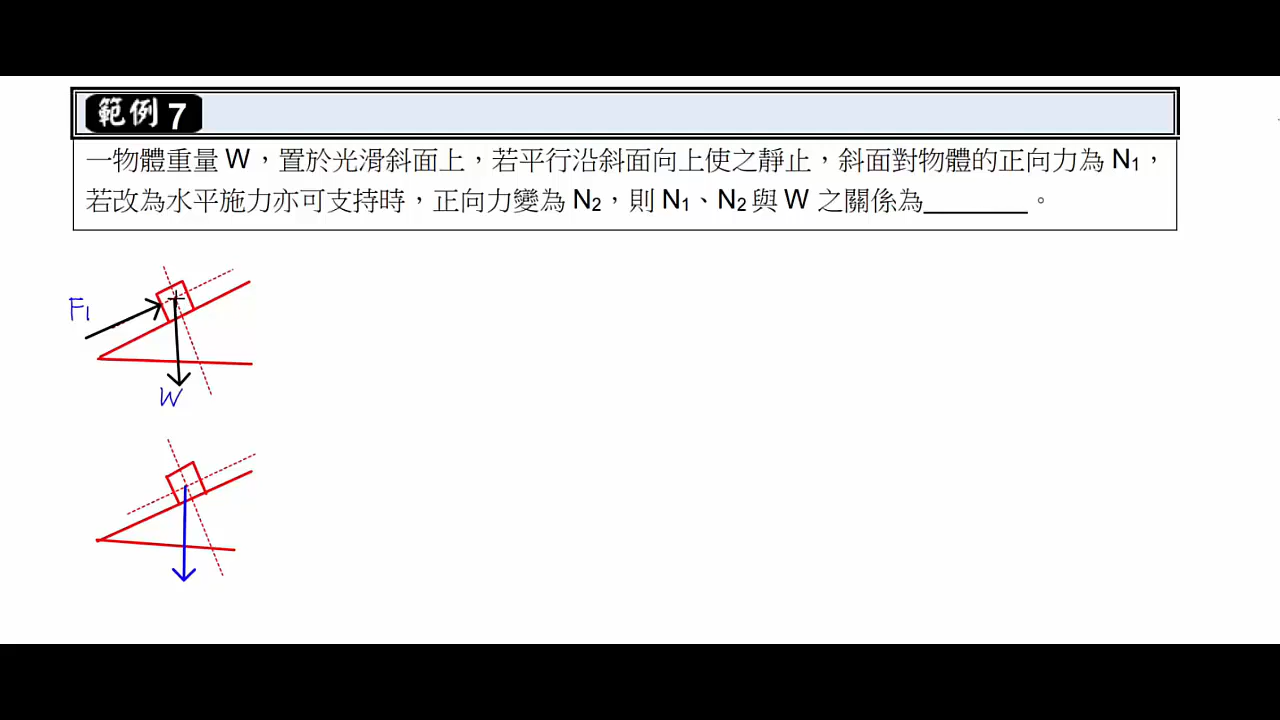 範例 7
一物體重量 W，置於光滑斜面上，若平行沿斜面向上使之靜止，斜面對物體的正向力為 N1，
若改為水平施力亦可支持時，正向力變為 N2，則 N1、N2 與 W 之關係為________。
F1
W